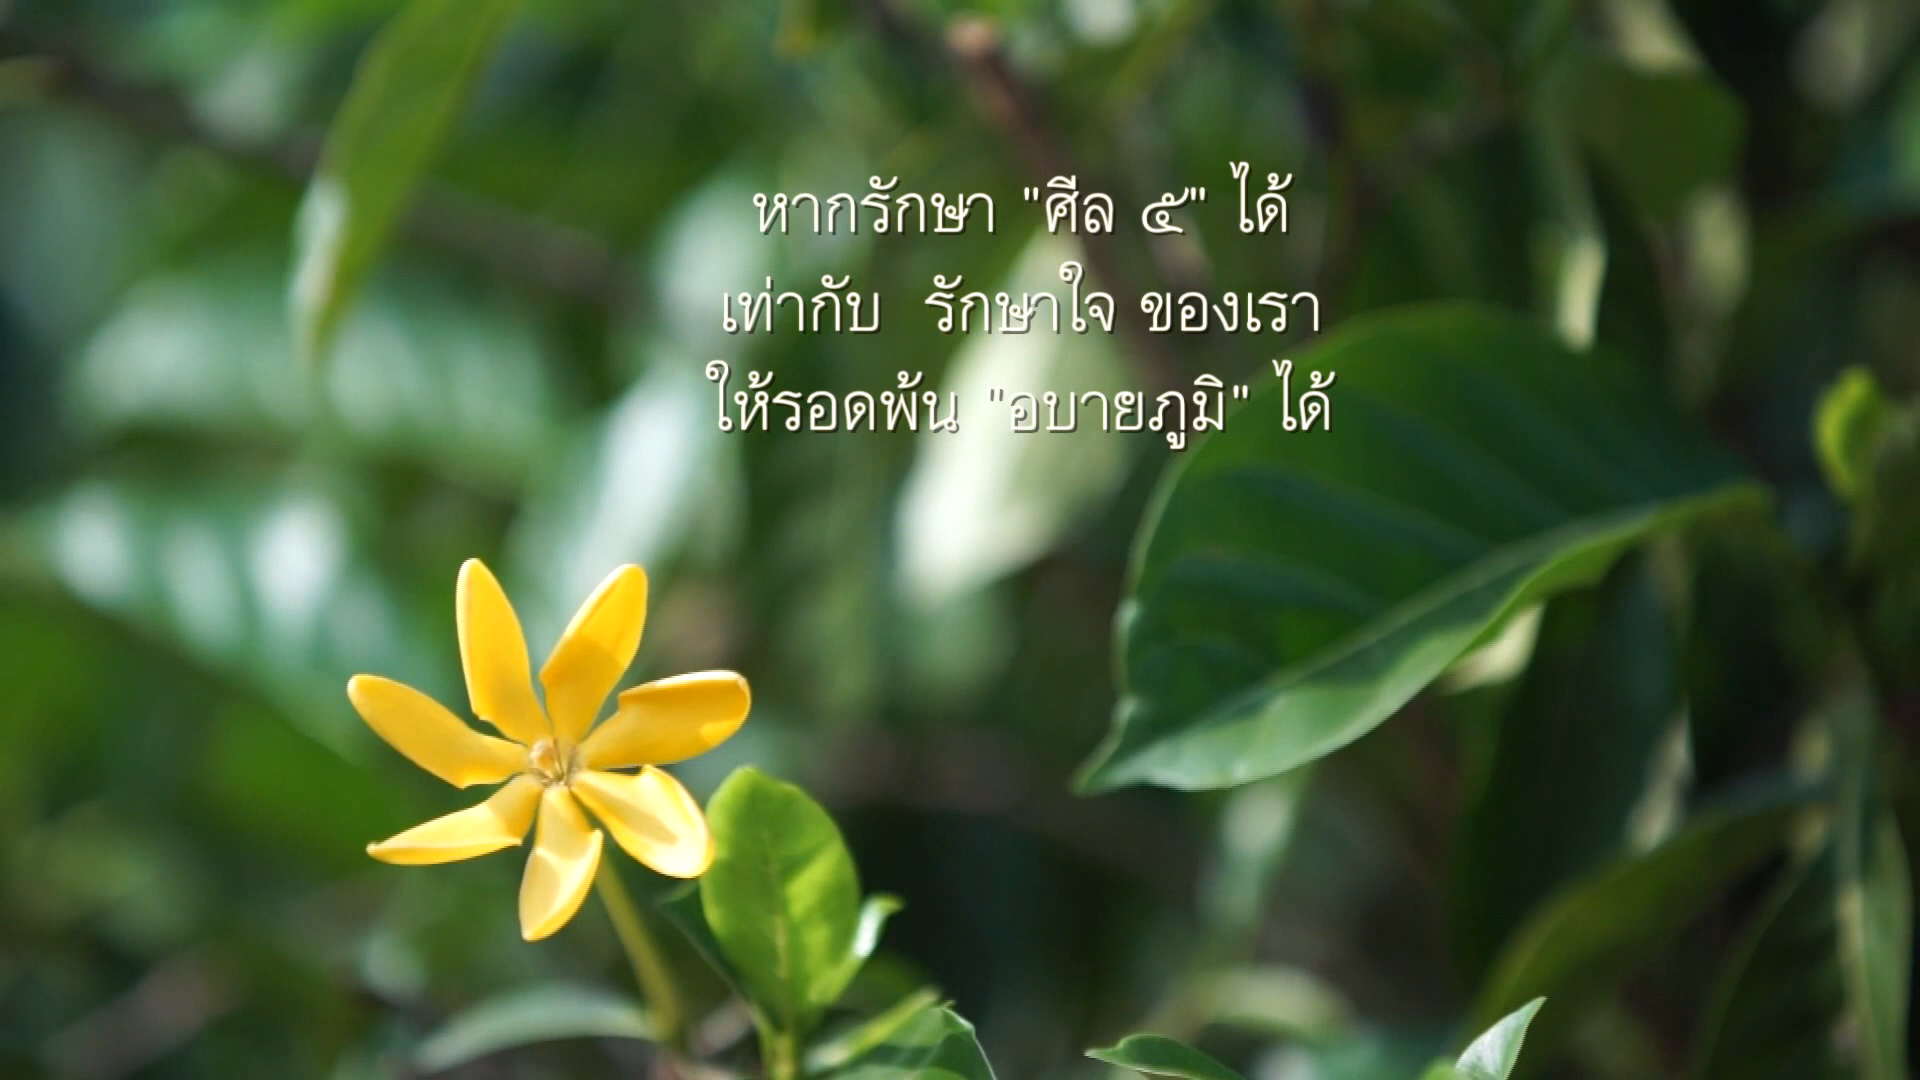 หากรักษา "ศีล ๕" ได้
เท่ากับ รักษาใจ ของเรา
ให้รอดพ้น "อบายภูมิ" ได้